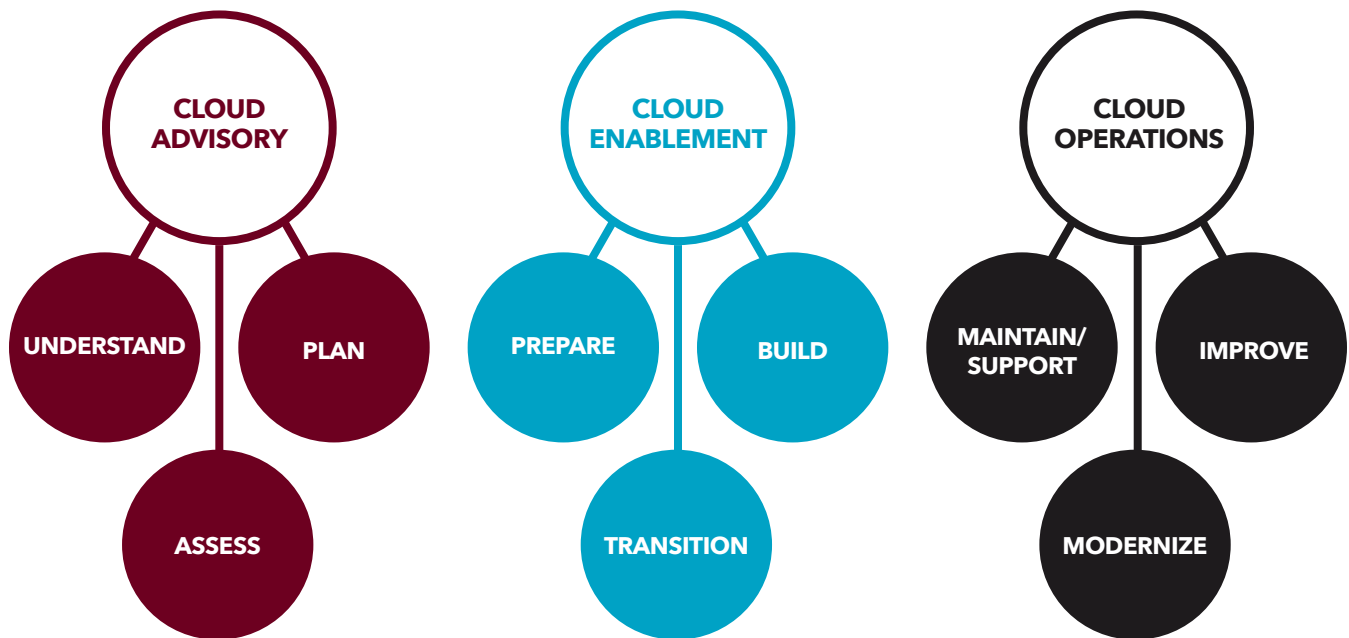 CLOUD
ADVISORY
UNDERSTAND
PLAN
ASSESS
CLOUD
ENABLEMENT
PREPARE
BUILD
TRANSITION
CLOUD
OPERATIONS
MAINTAIN/
SUPPORT
IMPROVE
MODERNIZE